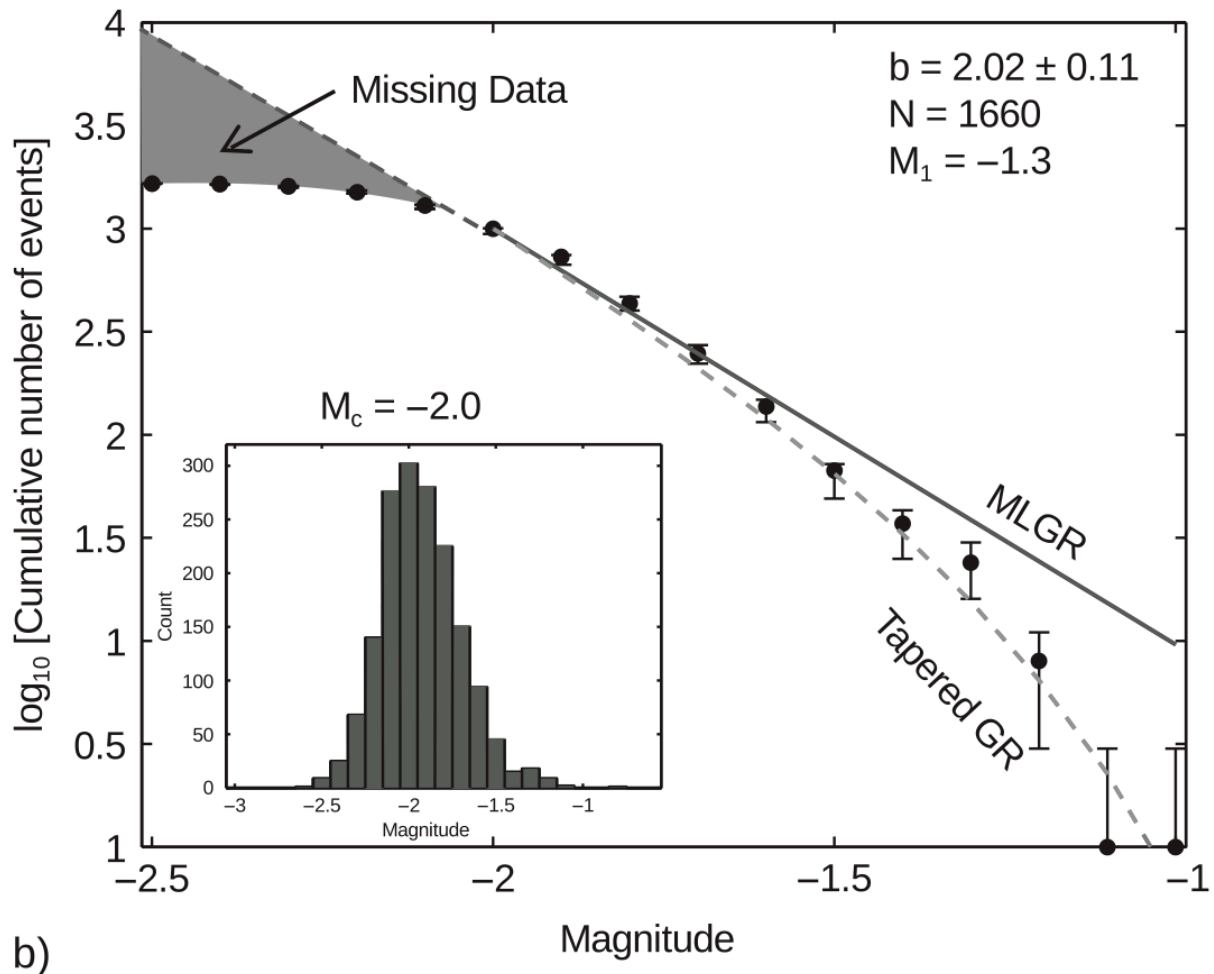 4
3.5
3
2.5
2
1.5
1
0.5
1
log₁₀ [Cumulative number of events]
Missing Data
b = 2.02 ± 0.11
N = 1660
M₁ = –1.3
MLGR
Tapered GR
M꜀ = –2.0
300
250
200
150
100
50
0
Count
–3
–2.5
–2
–1.5
–1
Magnitude
–2.5
–2
–1.5
–1
Magnitude
b)